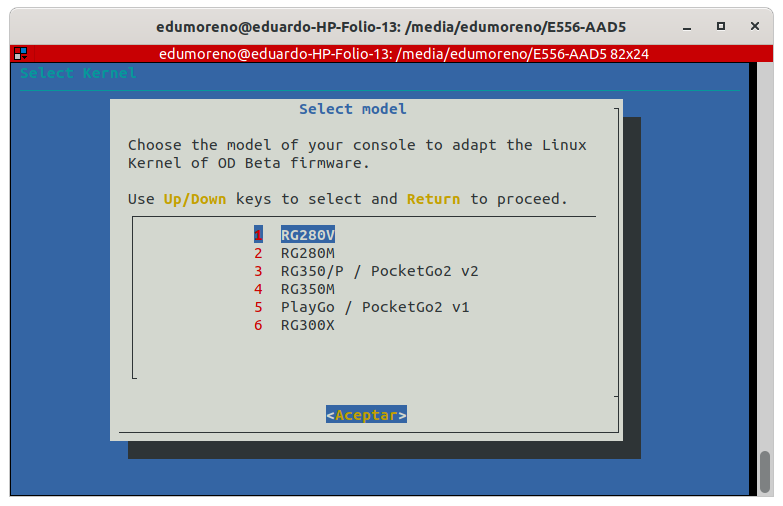 edumoreno@eduardo-HP-Folio-13: /media/edumoreno/E556-AAD5
edumoreno@eduardo-HP-Folio-13: /media/edumoreno/E556-AAD5 82x24
Select Kernel
Select model
Choose the model of your console to adapt the Linux
Kernel of OD Beta firmware.
Use Up/Down keys to select and Return to proceed.
1 RG280V
2 RG280M
3 RG350/P / PocketGo2 v2
4 RG350M
5 PlayGo / PocketGo2 v1
6 RG300X
<Aceptar>